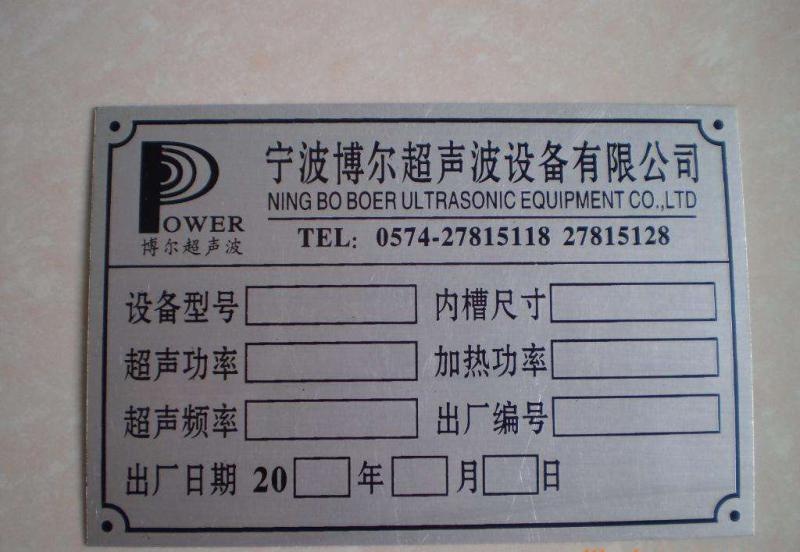 宁波博尔超声波设备有限公司
NING BO BOER ULTRASONIC EQUIPMENT CO.,LTD
POWER
博尔超声波
TEL: 0574-27815118 27815128
设备型号 内槽尺寸
超声功率 加热功率
超声频率 出厂编号
出厂日期 20 年 月 日